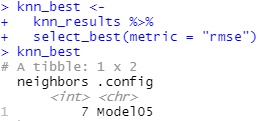 > knn_best <-
+   knn_results %>%
+   select_best(metric = "rmse")
> knn_best
# A tibble: 1 x 2
  neighbors .config
      <int> <chr>
1         7 Model05